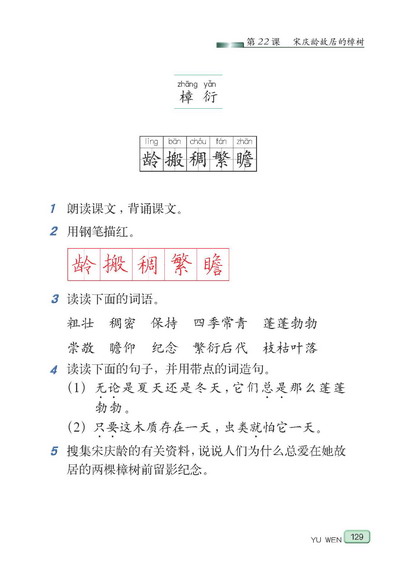 第22课 宋庆龄故居的樟树
zhāng yǎn
樟 衍
líng bān chóu fán zhān
龄 搬 稠 繁 瞻
1 朗读课文，背诵课文。
2 用钢笔描红。
龄 搬 稠 繁 瞻
3 读读下面的词语。
粗壮 稠密 保持 四季常青 蓬蓬勃勃
崇敬 瞻仰 纪念 繁衍后代 枝枯叶落
4 读读下面的句子，并用带点的词造句。
（1）无论是夏天还是冬天，它们总是那么蓬蓬
勃勃。
（2）只要这木质存在一天，虫类就怕它一天。
5 搜集宋庆龄的有关资料，说说人们为什么总爱在她故
居的两棵樟树前留影纪念。
YU WEN 129